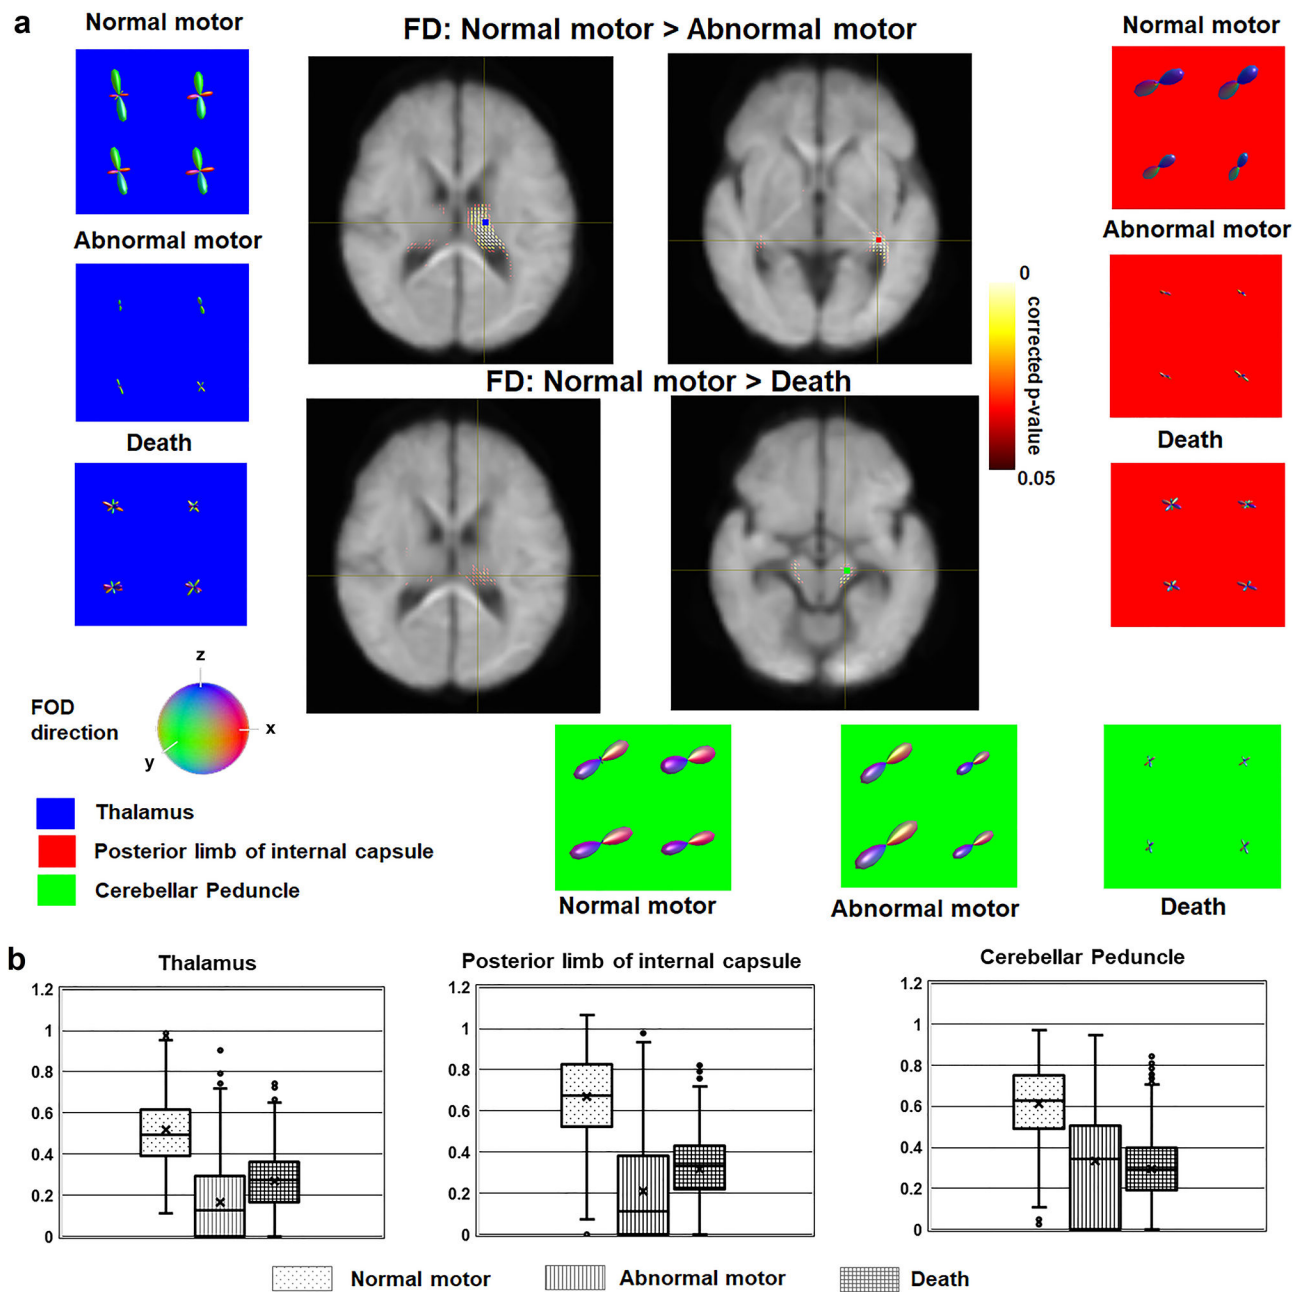 a
Normal motor
FD: Normal motor > Abnormal motor
Normal motor
Abnormal motor
Abnormal motor
0
corrected p-value
0.05
FD: Normal motor > Death
Death
Death
FOD
direction
z
x
y
Thalamus
Posterior limb of internal capsule
Cerebellar Peduncle
Normal motor
Abnormal motor
Death
b
Thalamus
1.2
1
0.8
0.6
0.4
0.2
0
Posterior limb of internal capsule
1.2
1
0.8
0.6
0.4
0.2
0
Cerebellar Peduncle
1.2
1
0.8
0.6
0.4
0.2
0
Normal motor
Abnormal motor
Death